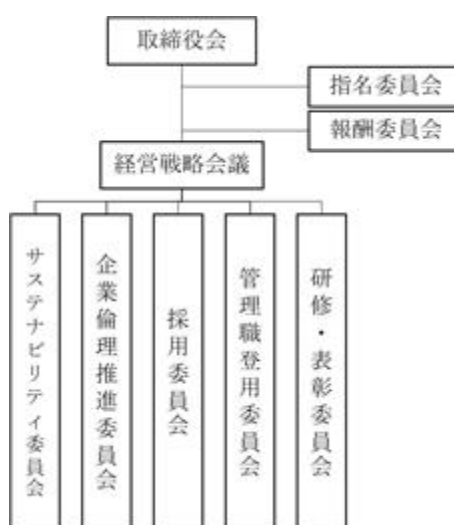 取締役会
指名委員会
報酬委員会
経営戦略会議
サステナビリティ委員会
企業倫理推進委員会
採用委員会
管理職登用委員会
研修・表彰委員会